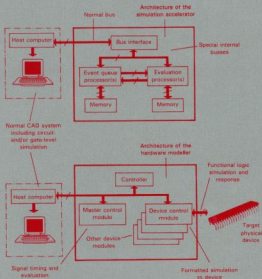 Normal bus
Architecture of the
simulation accelerator
Host computer
Bus interface
Special internal
busses
Event queue
processor(s)
Evaluation
processor(s)
Memory
Memory
Normal CAD system
including circuit
and/or gate-level
simulation
Architecture of the
hardware modeller
Functional logic
simulation and
response
Controller
Host computer
Master control
module
Device control
module
Other device
modules
Target
physical
device
Signal timing and
evaluation
Formatted simulation
to device